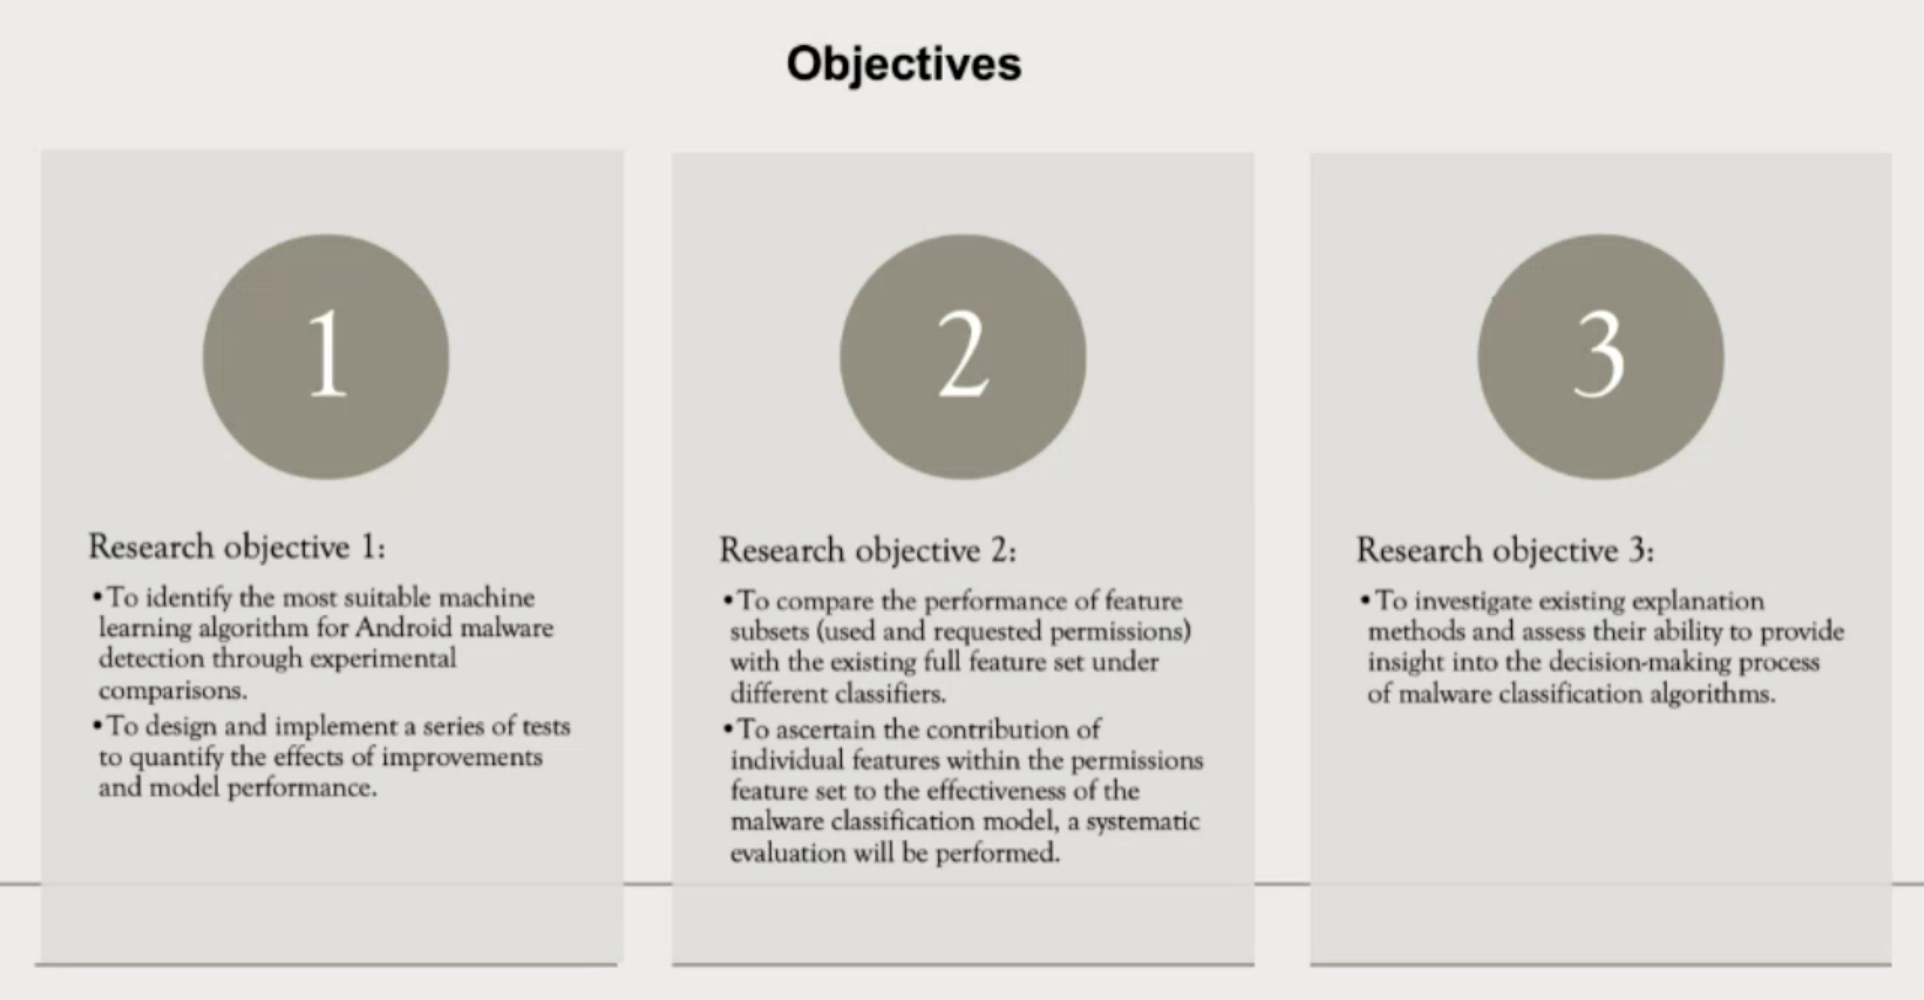 Objectives
1
Research objective 1:
•To identify the most suitable machine
learning algorithm for Android malware
detection through experimental
comparisons.
•To design and implement a series of tests
to quantify the effects of improvements
and model performance.
2
Research objective 2:
•To compare the performance of feature
subsets (used and requested permissions)
with the existing full feature set under
different classifiers.
•To ascertain the contribution of
individual features within the permissions
feature set to the effectiveness of the
malware classification model, a systematic
evaluation will be performed.
3
Research objective 3:
•To investigate existing explanation
methods and assess their ability to provide
insight into the decision-making process
of malware classification algorithms.